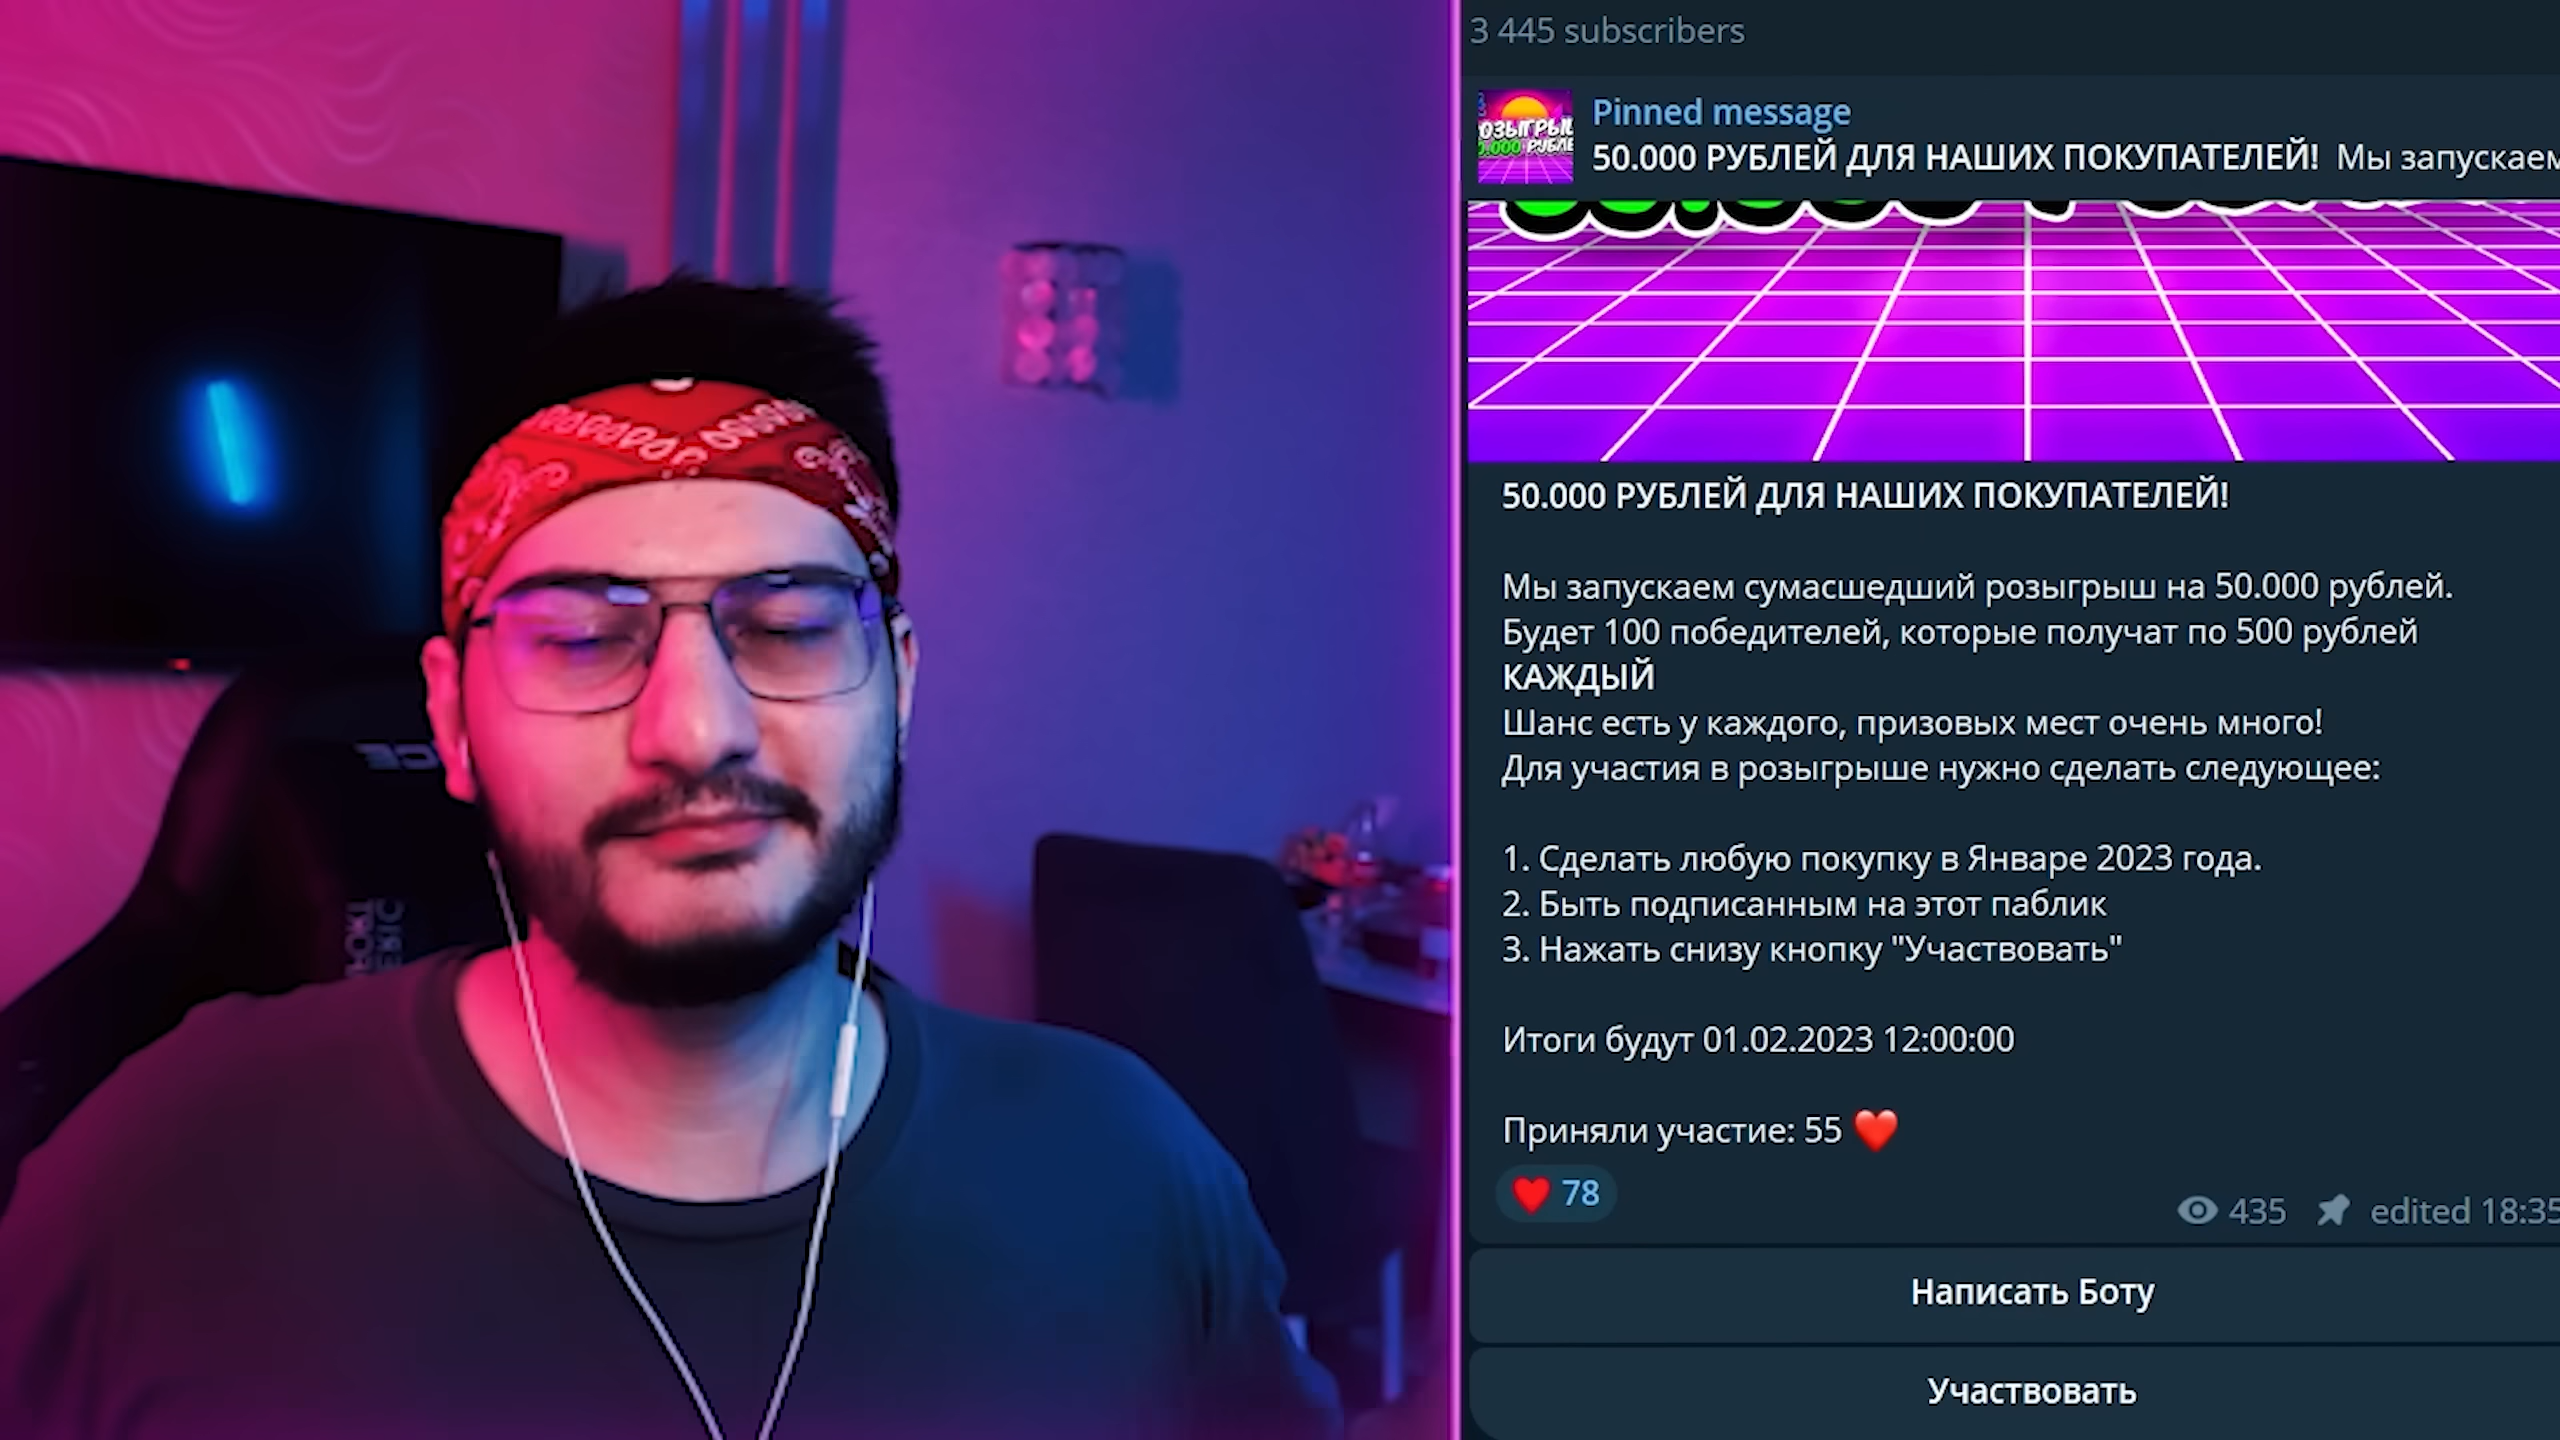 3 445 subscribers
Pinned message
50.000 РУБЛЕЙ ДЛЯ НАШИХ ПОКУПАТЕЛЕЙ! Мы запускаем
50.000 РУБЛЕЙ ДЛЯ НАШИХ ПОКУПАТЕЛЕЙ!
Мы запускаем сумасшедший розыгрыш на 50.000 рублей.
Будет 100 победителей, которые получат по 500 рублей
КАЖДЫЙ
Шанс есть у каждого, призовых мест очень много!
Для участия в розыгрыше нужно сделать следующее:
1. Сделать любую покупку в Январе 2023 года.
2. Быть подписанным на этот паблик
3. Нажать снизу кнопку "Участвовать"
Итоги будут 01.02.2023 12:00:00
Приняли участие: 55 ❤️
❤️ 78
435 edited 18:35
Написать Боту
Участвовать